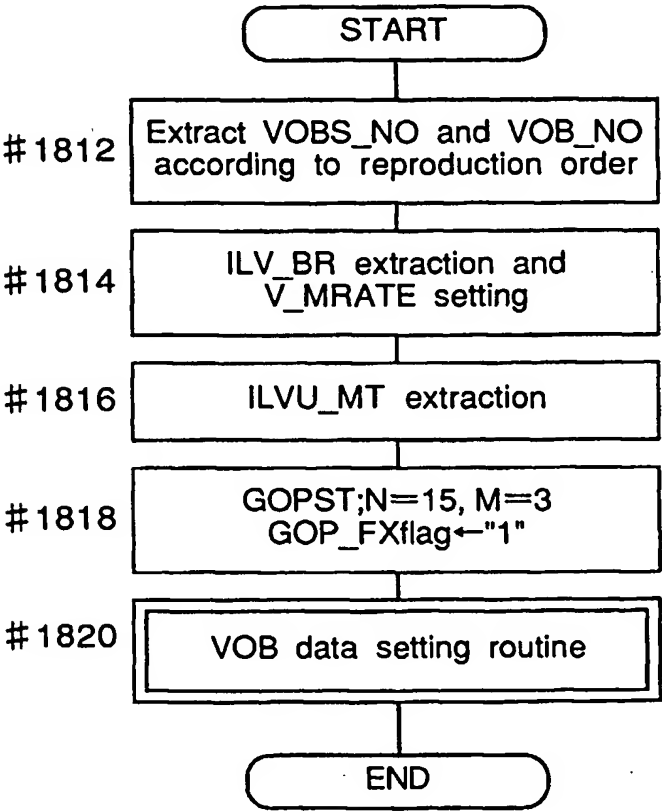 START
#1812
Extract VOBS_NO and VOB_NO
according to reproduction order
#1814
ILV_BR extraction and
V_MRATE setting
#1816
ILVU_MT extraction
#1818
GOPST;N=15, M=3
GOP_FXflag←"1"
#1820
VOB data setting routine
END